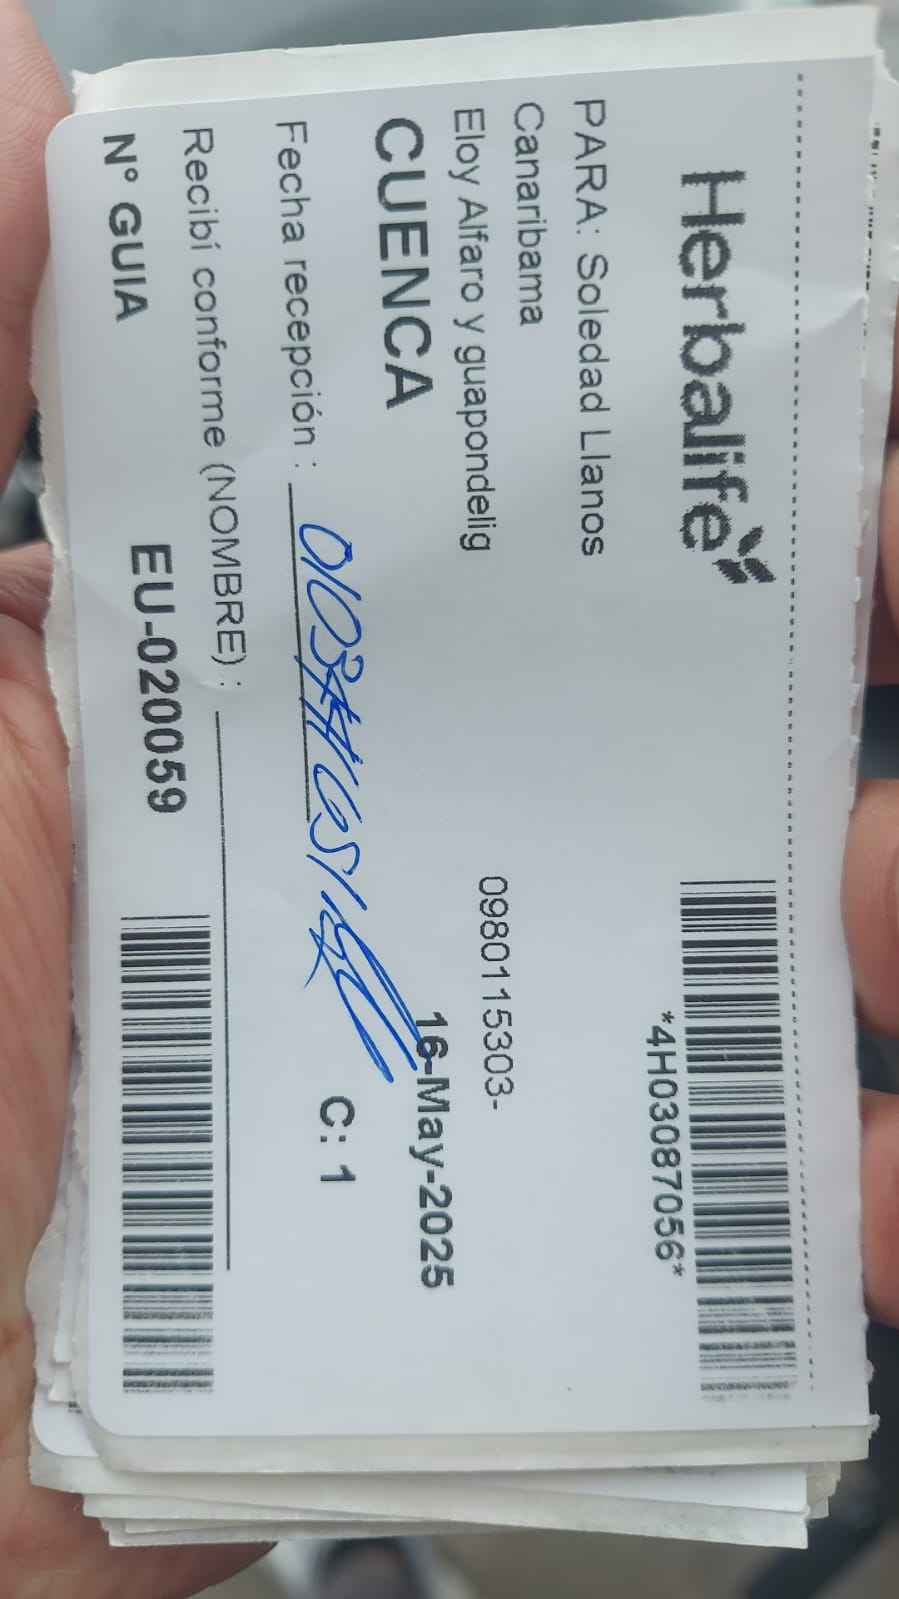 Herbalife
*4H03087056*
PARA: Soledad Llanos
Canaribama
Eloy Alfaro y guapondelig
0980115303-
CUENCA
16-May-2025
Fecha recepción :
C: 1
Recibí conforme (NOMBRE) :
N° GUIA
EU-020059